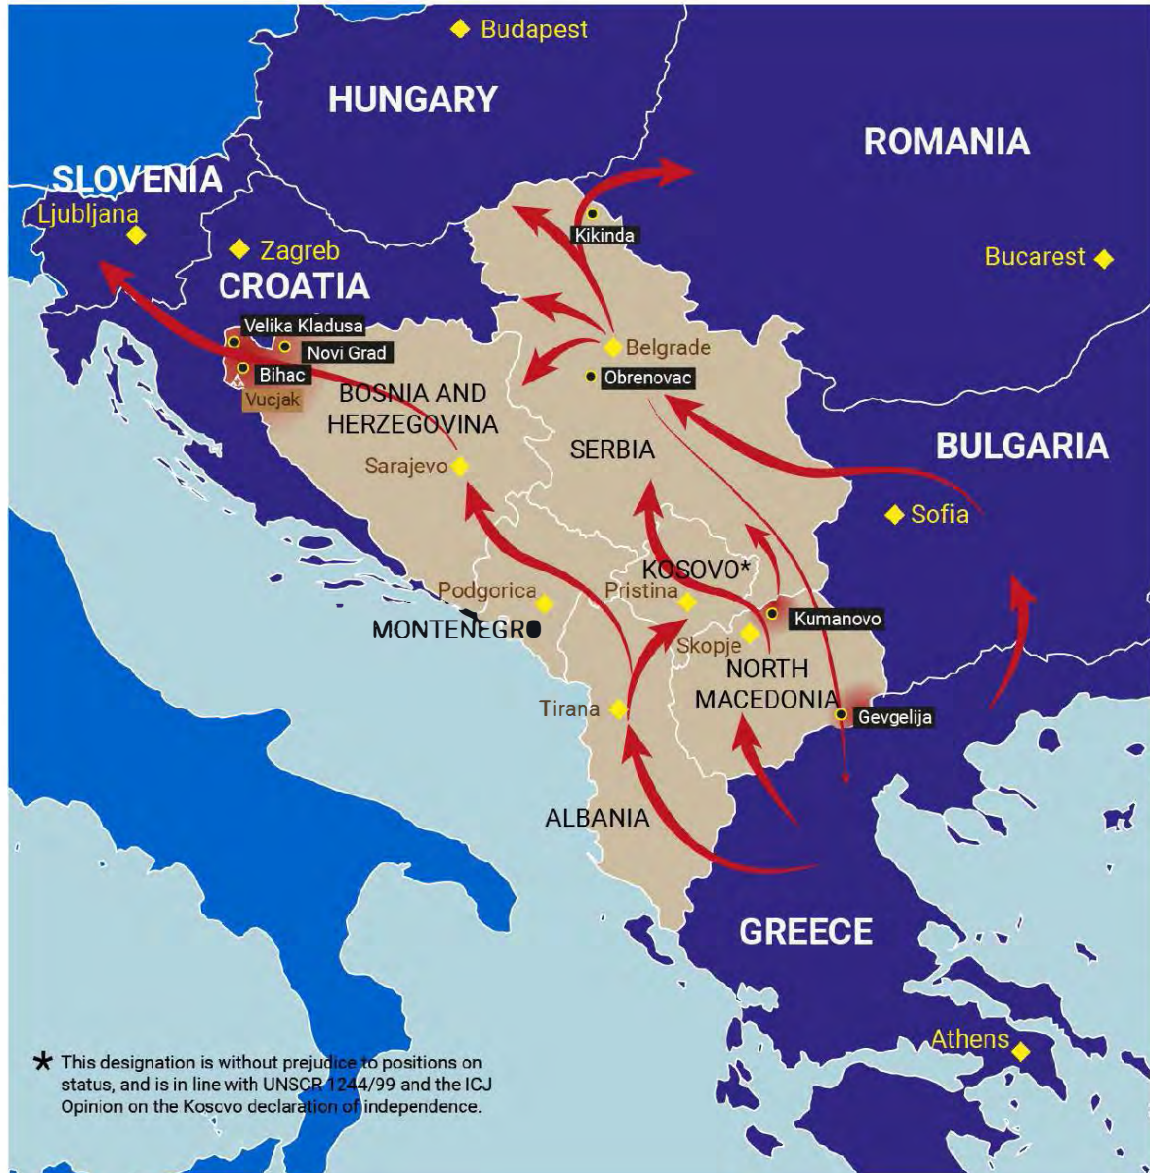 Budapest
HUNGARY
ROMANIA
SLOVENIA
Ljubljana
Kikinda
Zagreb
Bucarest
CROATIA
Velika Kladusa
Novi Grad
Belgrade
Bihac
Obrenovac
Vucjak
BOSNIA AND
HERZEGOVINA
SERBIA
BULGARIA
Sarajevo
Sofia
KOSOVO*
Podgorica
Pristina
MONTENEGRO
Kumanovo
Skopje
NORTH
MACEDONIA
Tirana
Gevgelija
ALBANIA
GREECE
Athens
* This designation is without prejudice to positions on
status, and is in line with UNSCR 1244/99 and the ICJ
Opinion on the Koscvo declaration of independence.